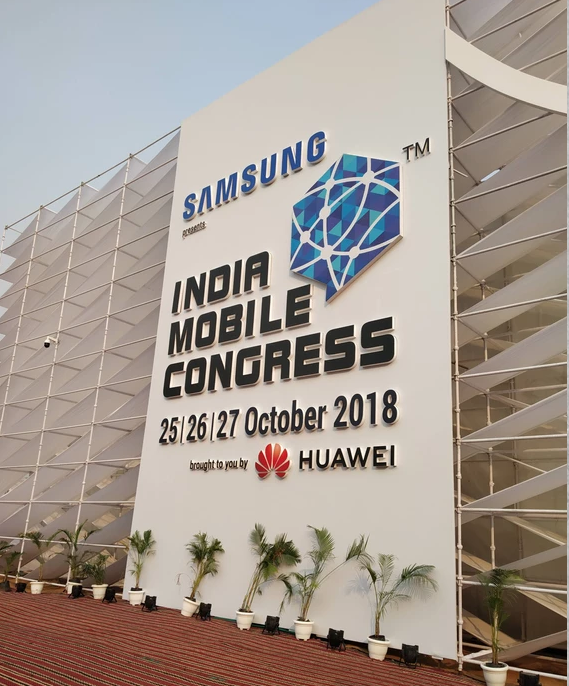 SAMSUNG
presents
TM
INDIA
MOBILE
CONGRESS
25|26|27 October 2018
brought to you by HUAWEI